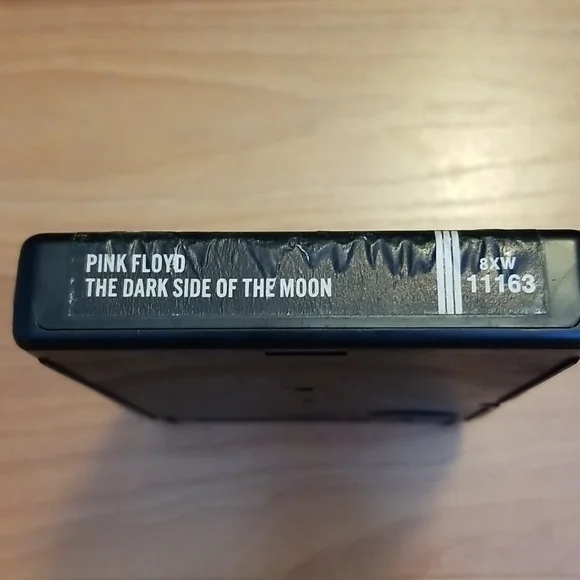 PINK FLOYD
THE DARK SIDE OF THE MOON
8XW
11163